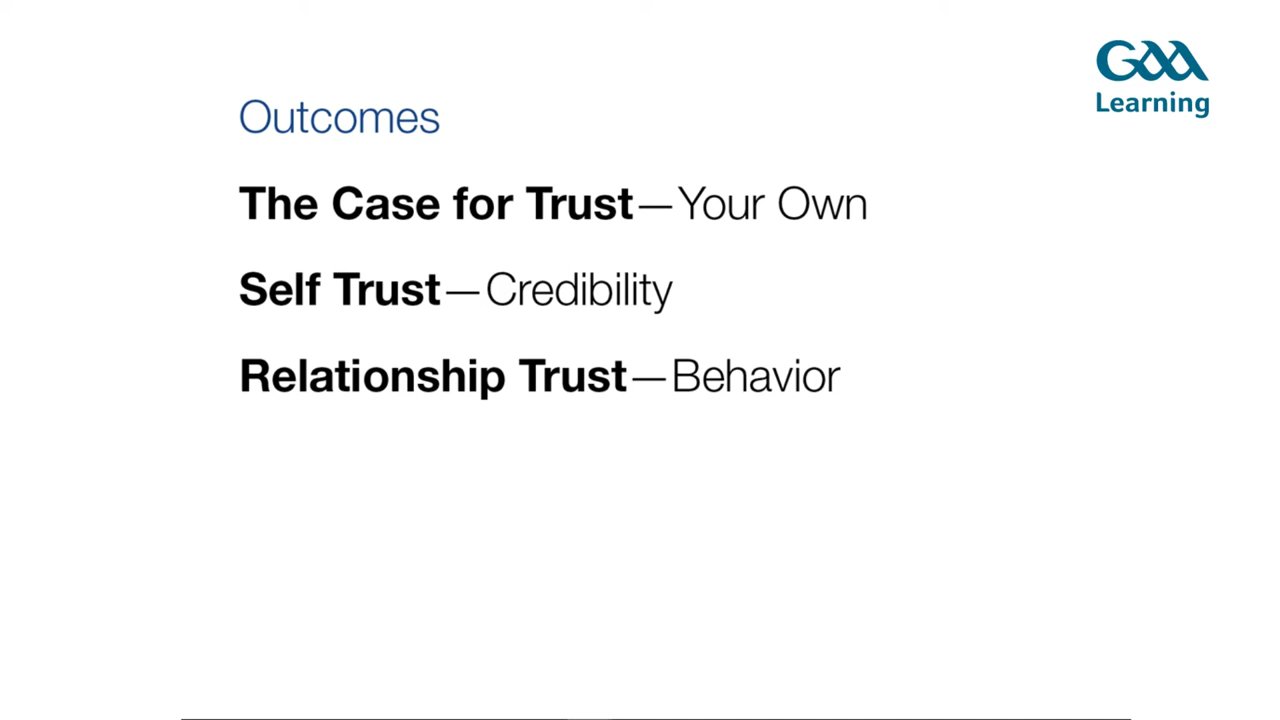 GAA
Learning
Outcomes
The Case for Trust—Your Own
Self Trust—Credibility
Relationship Trust—Behavior